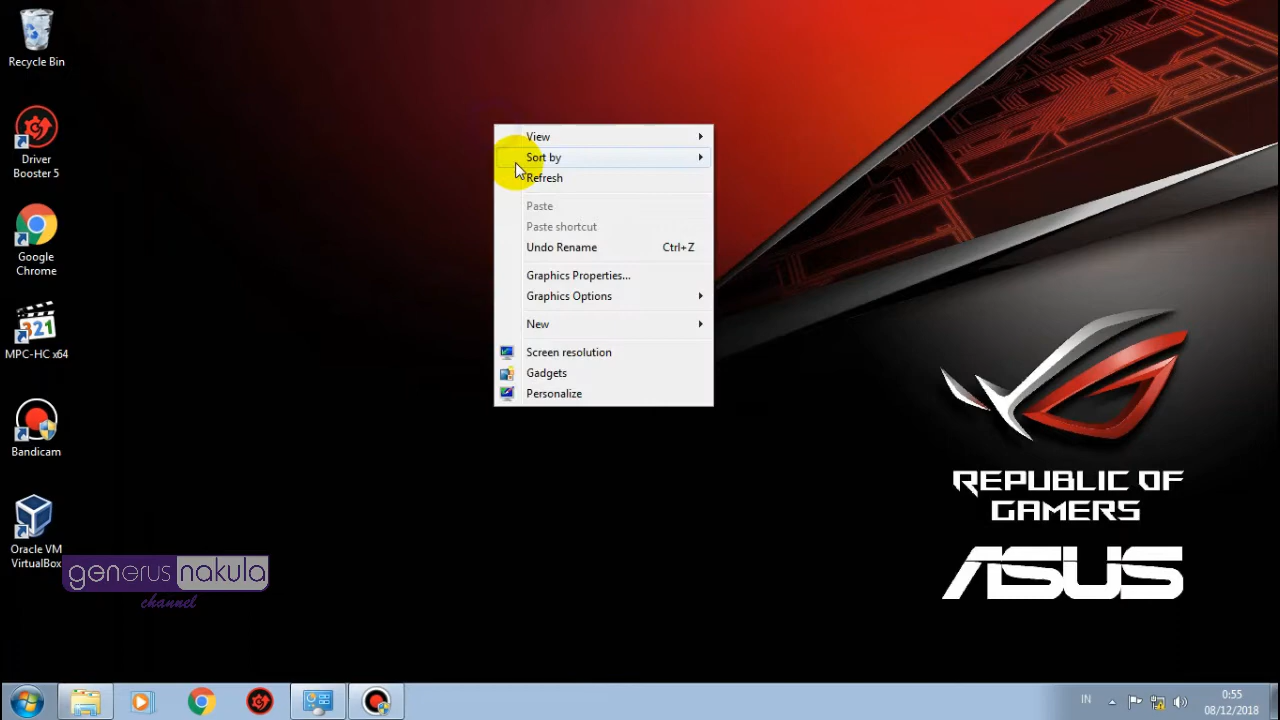 Recycle Bin
Driver
Booster 5
Google
Chrome
321
MPC-HC x64
Bandicam
Oracle VM
VirtualBox
View
Sort by
Refresh
Paste
Paste shortcut
Undo Rename Ctrl+Z
Graphics Properties...
Graphics Options
New
Screen resolution
Gadgets
Personalize
REPUBLIC OF
GAMERS
ASUS
generus nakula
channel
IN
0:55
08/12/2018